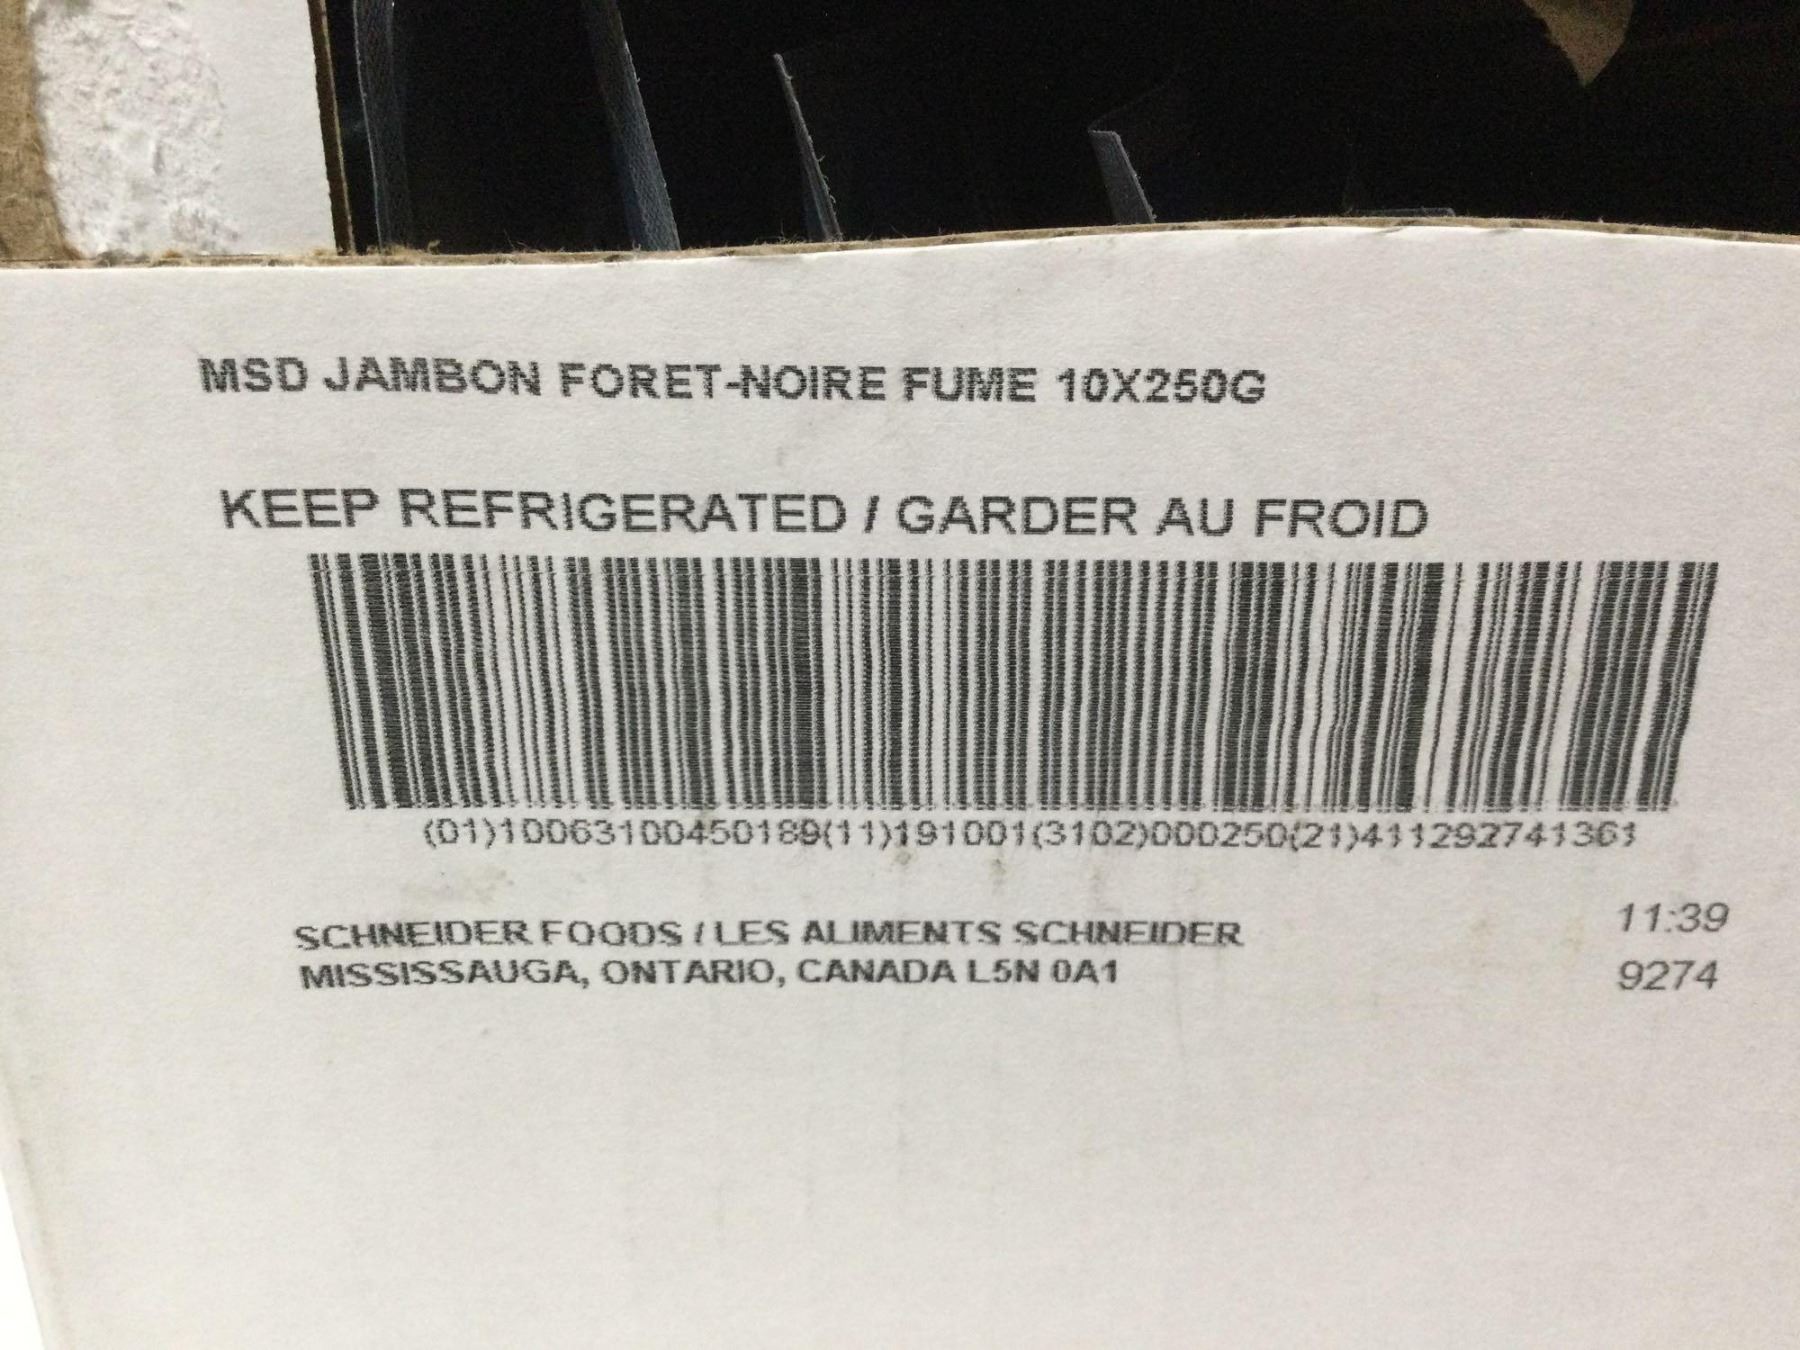 MSD JAMBON FORET-NOIRE FUME 10X250G
KEEP REFRIGERATED / GARDER AU FROID
(01)10063100450189(11)191001(3102)000250(21)411292741361
SCHNEIDER FOODS / LES ALIMENTS SCHNEIDER
MISSISSAUGA, ONTARIO, CANADA L5N 0A1
11:39
9274